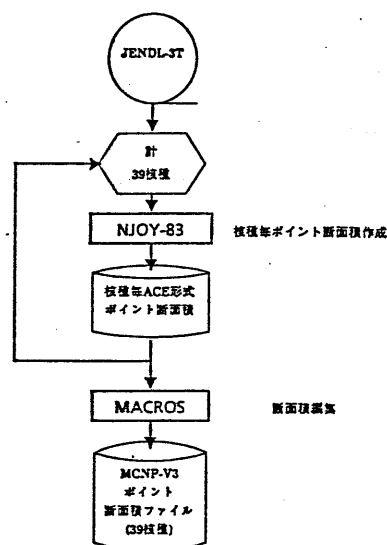 JENDL-3T
計
39核種
NJOY-83
核種毎ポイント断面積作成
核種毎ACE形式
ポイント断面積
MACROS
断面積編集
MCNP-V3
ポイント
断面積ファイル
(39核種)